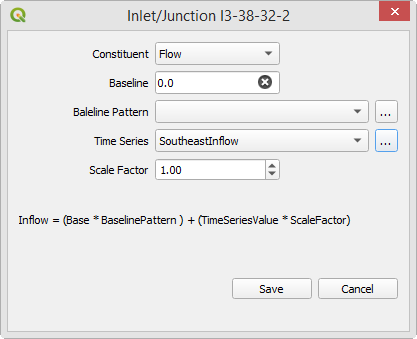 Inlet/Junction I3-38-32-2
Constituent Flow
Baseline 0.0
Baleline Pattern ...
Time Series SoutheastInflow ...
Scale Factor 1.00
Inflow = (Base * BaselinePattern ) + (TimeSeriesValue * ScaleFactor)
Save Cancel